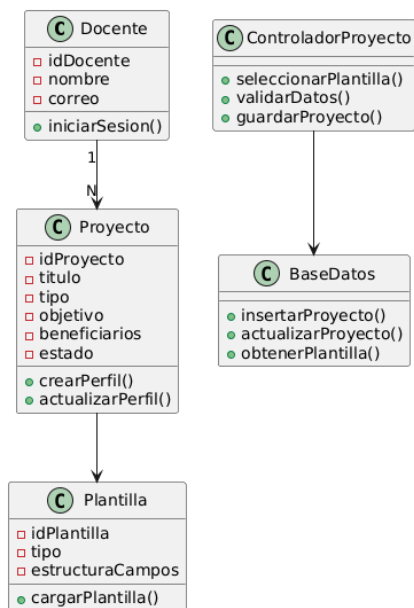 C Docente
idDocente
nombre
correo
iniciarSesion()
1
N
C Proyecto
idProyecto
titulo
tipo
objetivo
beneficiarios
estado
crearPerfil()
actualizarPerfil()
C Plantilla
idPlantilla
tipo
estructuraCampos
cargarPlantilla()
C ControladorProyecto
seleccionarPlantilla()
validarDatos()
guardarProyecto()
C BaseDatos
insertarProyecto()
actualizarProyecto()
obtenerPlantilla()